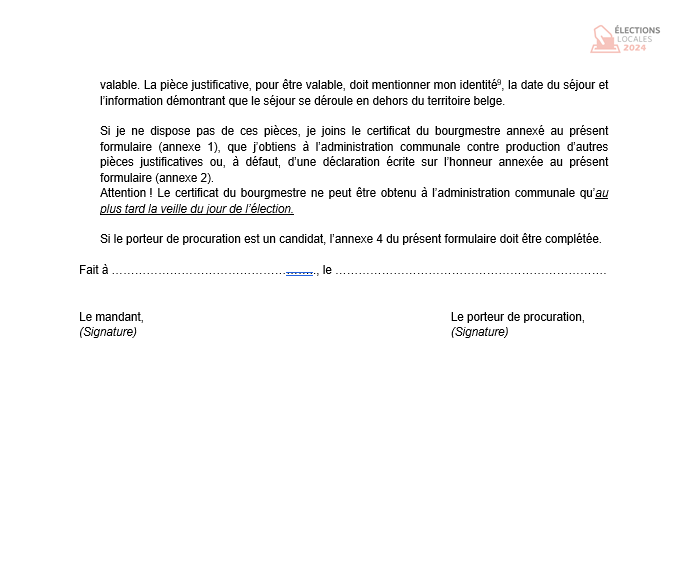 ÉLECTIONS
LOCALES
2024
valable. La pièce justificative, pour être valable, doit mentionner mon identité⁹, la date du séjour et
l’information démontrant que le séjour se déroule en dehors du territoire belge.
Si je ne dispose pas de ces pièces, je joins le certificat du bourgmestre annexé au présent
formulaire (annexe 1), que j’obtiens à l’administration communale contre production d’autres
pièces justificatives ou, à défaut, d’une déclaration écrite sur l’honneur annexée au présent
formulaire (annexe 2).
Attention ! Le certificat du bourgmestre ne peut être obtenu à l’administration communale qu’au
plus tard la veille du jour de l’élection.
Si le porteur de procuration est un candidat, l’annexe 4 du présent formulaire doit être complétée.
Fait à ……………………………………………., le …………………………………………………………….
Le mandant, Le porteur de procuration,
(Signature) (Signature)